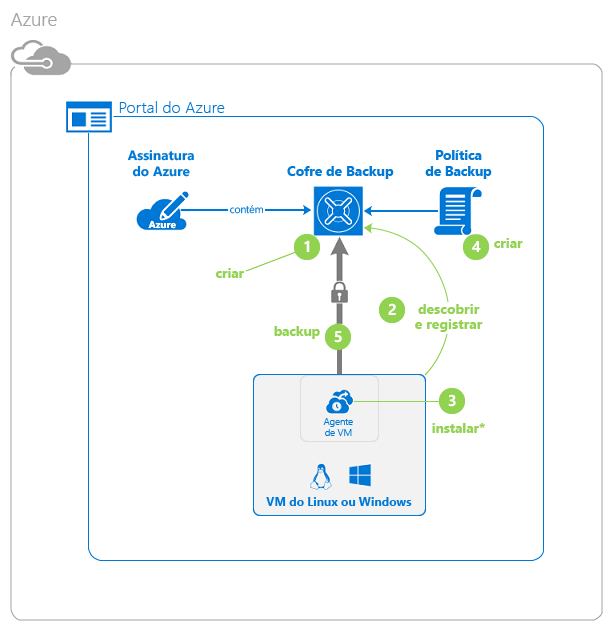 Azure
Portal do Azure
Assinatura
do Azure
Cofre de Backup
Política
de Backup
Azure
contém
1
criar
4
criar
2
descobrir
e registrar
backup
5
3
instalar*
Agente
de VM
VM do Linux ou Windows